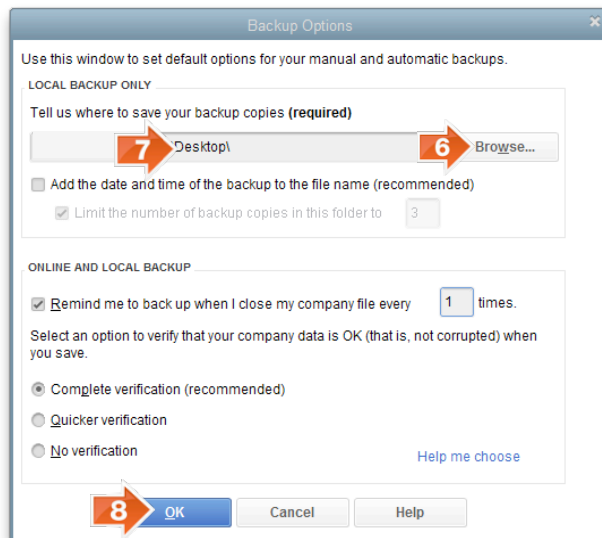 Backup Options
Use this window to set default options for your manual and automatic backups.
LOCAL BACKUP ONLY
Tell us where to save your backup copies (required)
7 Desktop\ 6 Browse...
Add the date and time of the backup to the file name (recommended)
Limit the number of backup copies in this folder to 3
ONLINE AND LOCAL BACKUP
Remind me to back up when I close my company file every 1 times.
Select an option to verify that your company data is OK (that is, not corrupted) when
you save.
Complete verification (recommended)
Quicker verification
No verification
Help me choose
8 OK Cancel Help